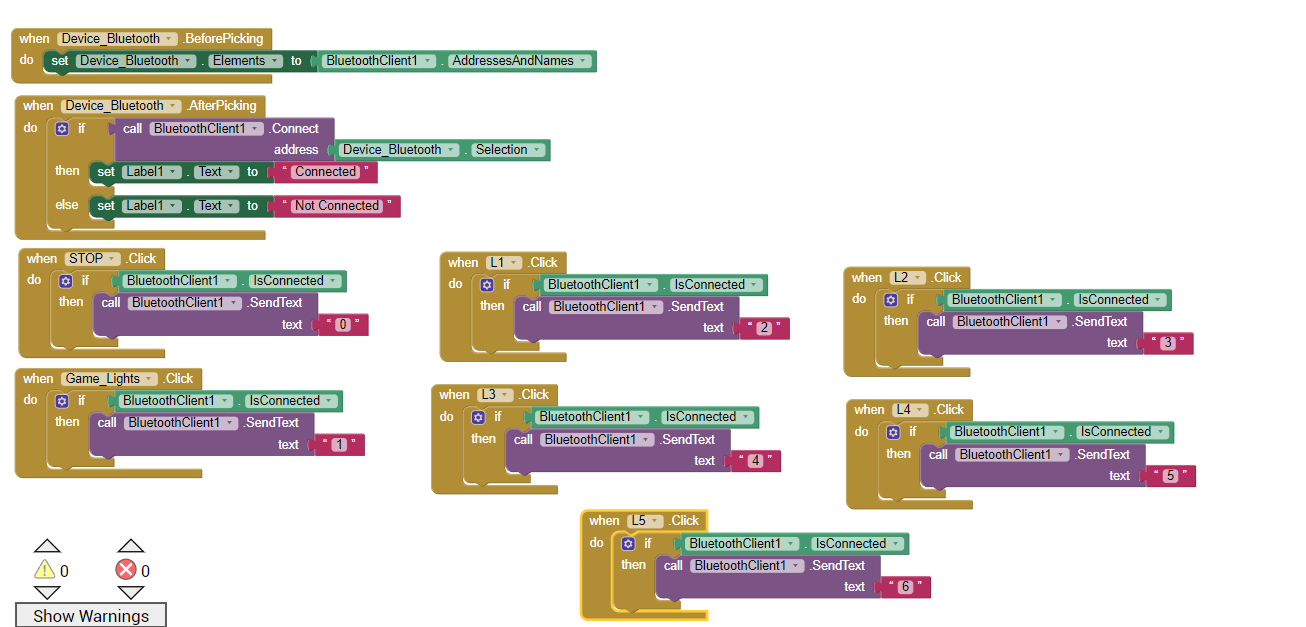 when Device_Bluetooth .BeforePicking
do set Device_Bluetooth . Elements to BluetoothClient1 . AddressesAndNames
when Device_Bluetooth .AfterPicking
do if call BluetoothClient1 .Connect
address Device_Bluetooth . Selection
then set Label1 . Text to “ Connected ”
else set Label1 . Text to “ Not Connected ”
when STOP .Click
do if BluetoothClient1 . IsConnected
then call BluetoothClient1 .SendText
text “ 0 ”
when L1 .Click
do if BluetoothClient1 . IsConnected
then call BluetoothClient1 .SendText
text “ 2 ”
when L2 .Click
do if BluetoothClient1 . IsConnected
then call BluetoothClient1 .SendText
text “ 3 ”
when Game_Lights .Click
do if BluetoothClient1 . IsConnected
then call BluetoothClient1 .SendText
text “ 1 ”
when L3 .Click
do if BluetoothClient1 . IsConnected
then call BluetoothClient1 .SendText
text “ 4 ”
when L4 .Click
do if BluetoothClient1 . IsConnected
then call BluetoothClient1 .SendText
text “ 5 ”
when L5 .Click
do if BluetoothClient1 . IsConnected
then call BluetoothClient1 .SendText
text “ 6 ”
0 0
Show Warnings